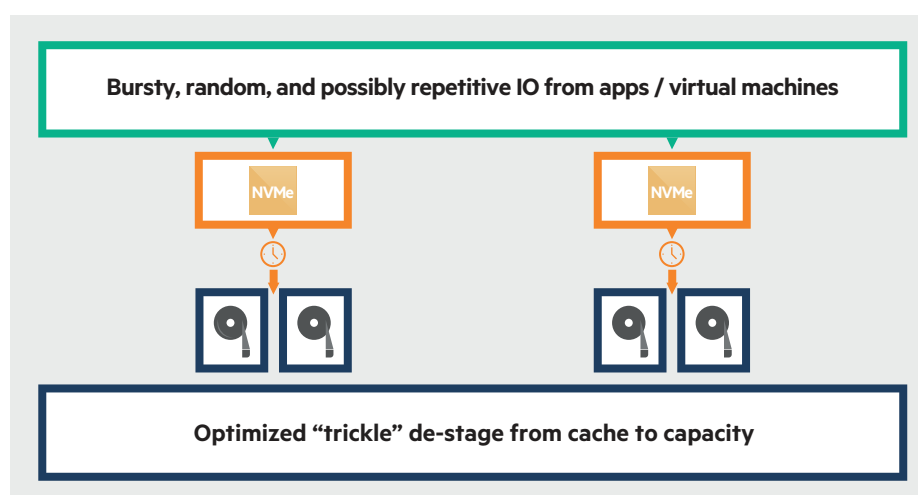 Bursty, random, and possibly repetitive IO from apps / virtual machines
NVMe
NVMe
Optimized “trickle” de-stage from cache to capacity